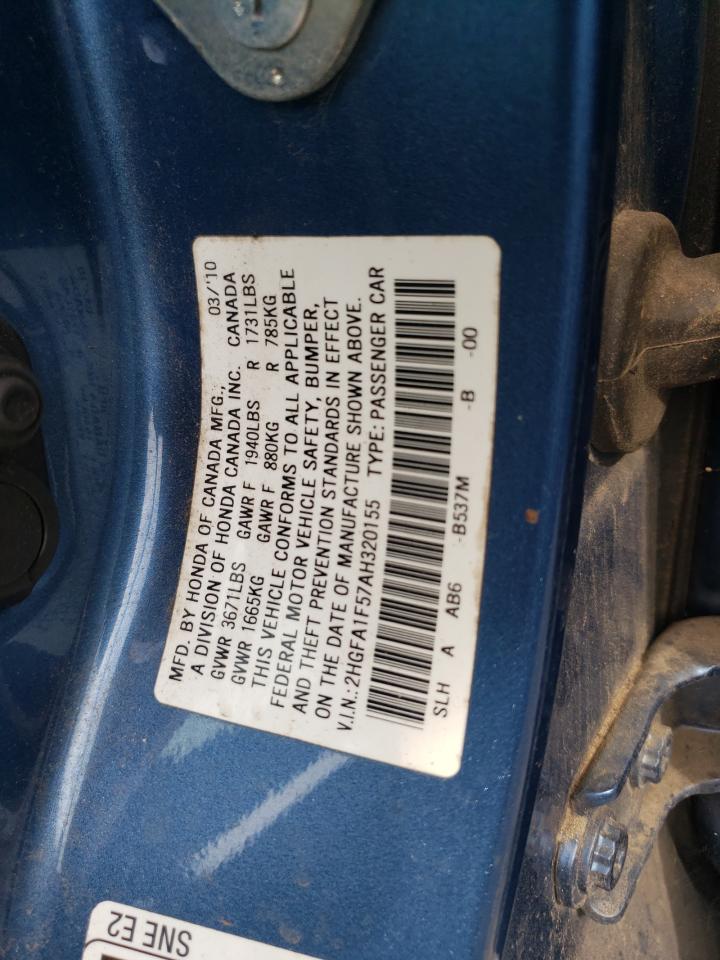 MFD. BY HONDA OF CANADA MFG., 03/'10
A DIVISION OF HONDA CANADA INC. CANADA
GVWR 3671LBS GAWR F 1940LBS R 1731LBS
GVWR 1665KG GAWR F 880KG R 785KG
THIS VEHICLE CONFORMS TO ALL APPLICABLE
FEDERAL MOTOR VEHICLE SAFETY, BUMPER,
AND THEFT PREVENTION STANDARDS IN EFFECT
ON THE DATE OF MANUFACTURE SHOWN ABOVE.
V.I.N.:2HGFA1F57AH320155 TYPE:PASSENGER CAR
SLH A AB6 -B537M -B -00
SNE E2